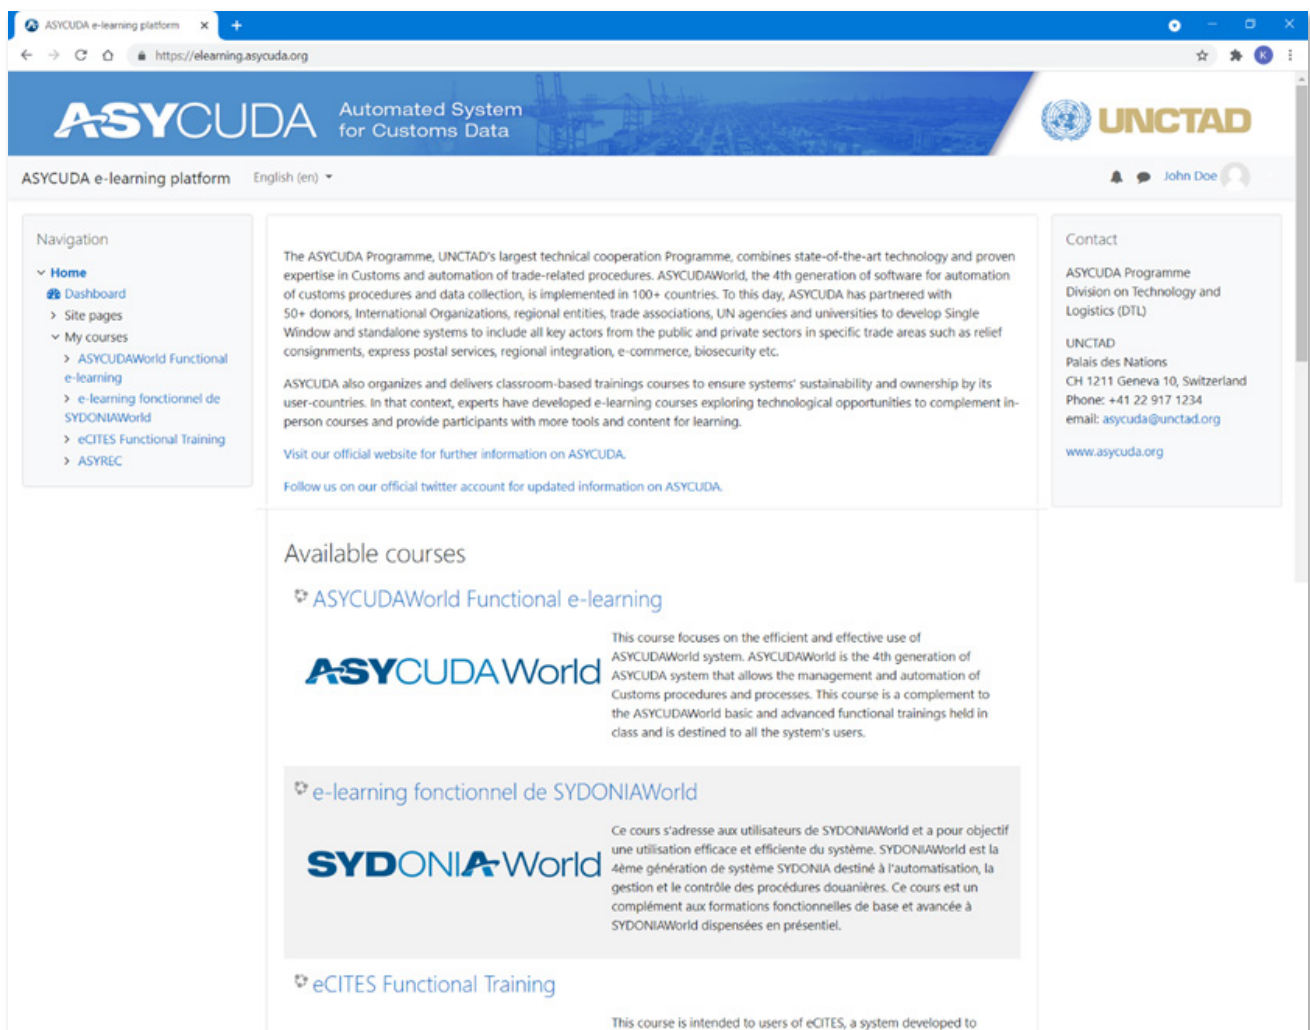 ASYCUDA e-learning platform
https://elearning.asycuda.org
K
ASYCUDA
Automated System
for Customs Data
UNCTAD
ASYCUDA e-learning platform
English (en)
John Doe
Navigation
Home
Dashboard
Site pages
My courses
ASYCUDAWorld Functional
e-learning
e-learning fonctionnel de
SYDONIAWorld
eCITES Functional Training
ASYREC
The ASYCUDA Programme, UNCTAD's largest technical cooperation Programme, combines state-of-the-art technology and proven
expertise in Customs and automation of trade-related procedures. ASYCUDAWorld, the 4th generation of software for automation
of customs procedures and data collection, is implemented in 100+ countries. To this day, ASYCUDA has partnered with
50+ donors, International Organizations, regional entities, trade associations, UN agencies and universities to develop Single
Window and standalone systems to include all key actors from the public and private sectors in specific trade areas such as relief
consignments, express postal services, regional integration, e-commerce, biosecurity etc.
ASYCUDA also organizes and delivers classroom-based trainings courses to ensure systems' sustainability and ownership by its
user-countries. In that context, experts have developed e-learning courses exploring technological opportunities to complement in-
person courses and provide participants with more tools and content for learning.
Visit our official website for further information on ASYCUDA.
Follow us on our official twitter account for updated information on ASYCUDA.
Contact
ASYCUDA Programme
Division on Technology and
Logistics (DTL)
UNCTAD
Palais des Nations
CH 1211 Geneva 10, Switzerland
Phone: +41 22 917 1234
email: asycuda@unctad.org
www.asycuda.org
Available courses
ASYCUDAWorld Functional e-learning
ASYCUDAWorld
This course focuses on the efficient and effective use of
ASYCUDAWorld system. ASYCUDAWorld is the 4th generation of
ASYCUDA system that allows the management and automation of
Customs procedures and processes. This course is a complement to
the ASYCUDAWorld basic and advanced functional trainings held in
class and is destined to all the system's users.
e-learning fonctionnel de SYDONIAWorld
SYDONIAWorld
Ce cours s'adresse aux utilisateurs de SYDONIAWorld et a pour objectif
une utilisation efficace et efficiente du système. SYDONIAWorld est la
4ème génération de système SYDONIA destiné à l'automatisation, la
gestion et le contrôle des procédures douanières. Ce cours est un
complément aux formations fonctionnelles de base et avancée à
SYDONIAWorld dispensées en présentiel.
eCITES Functional Training
This course is intended to users of eCITES, a system developed to